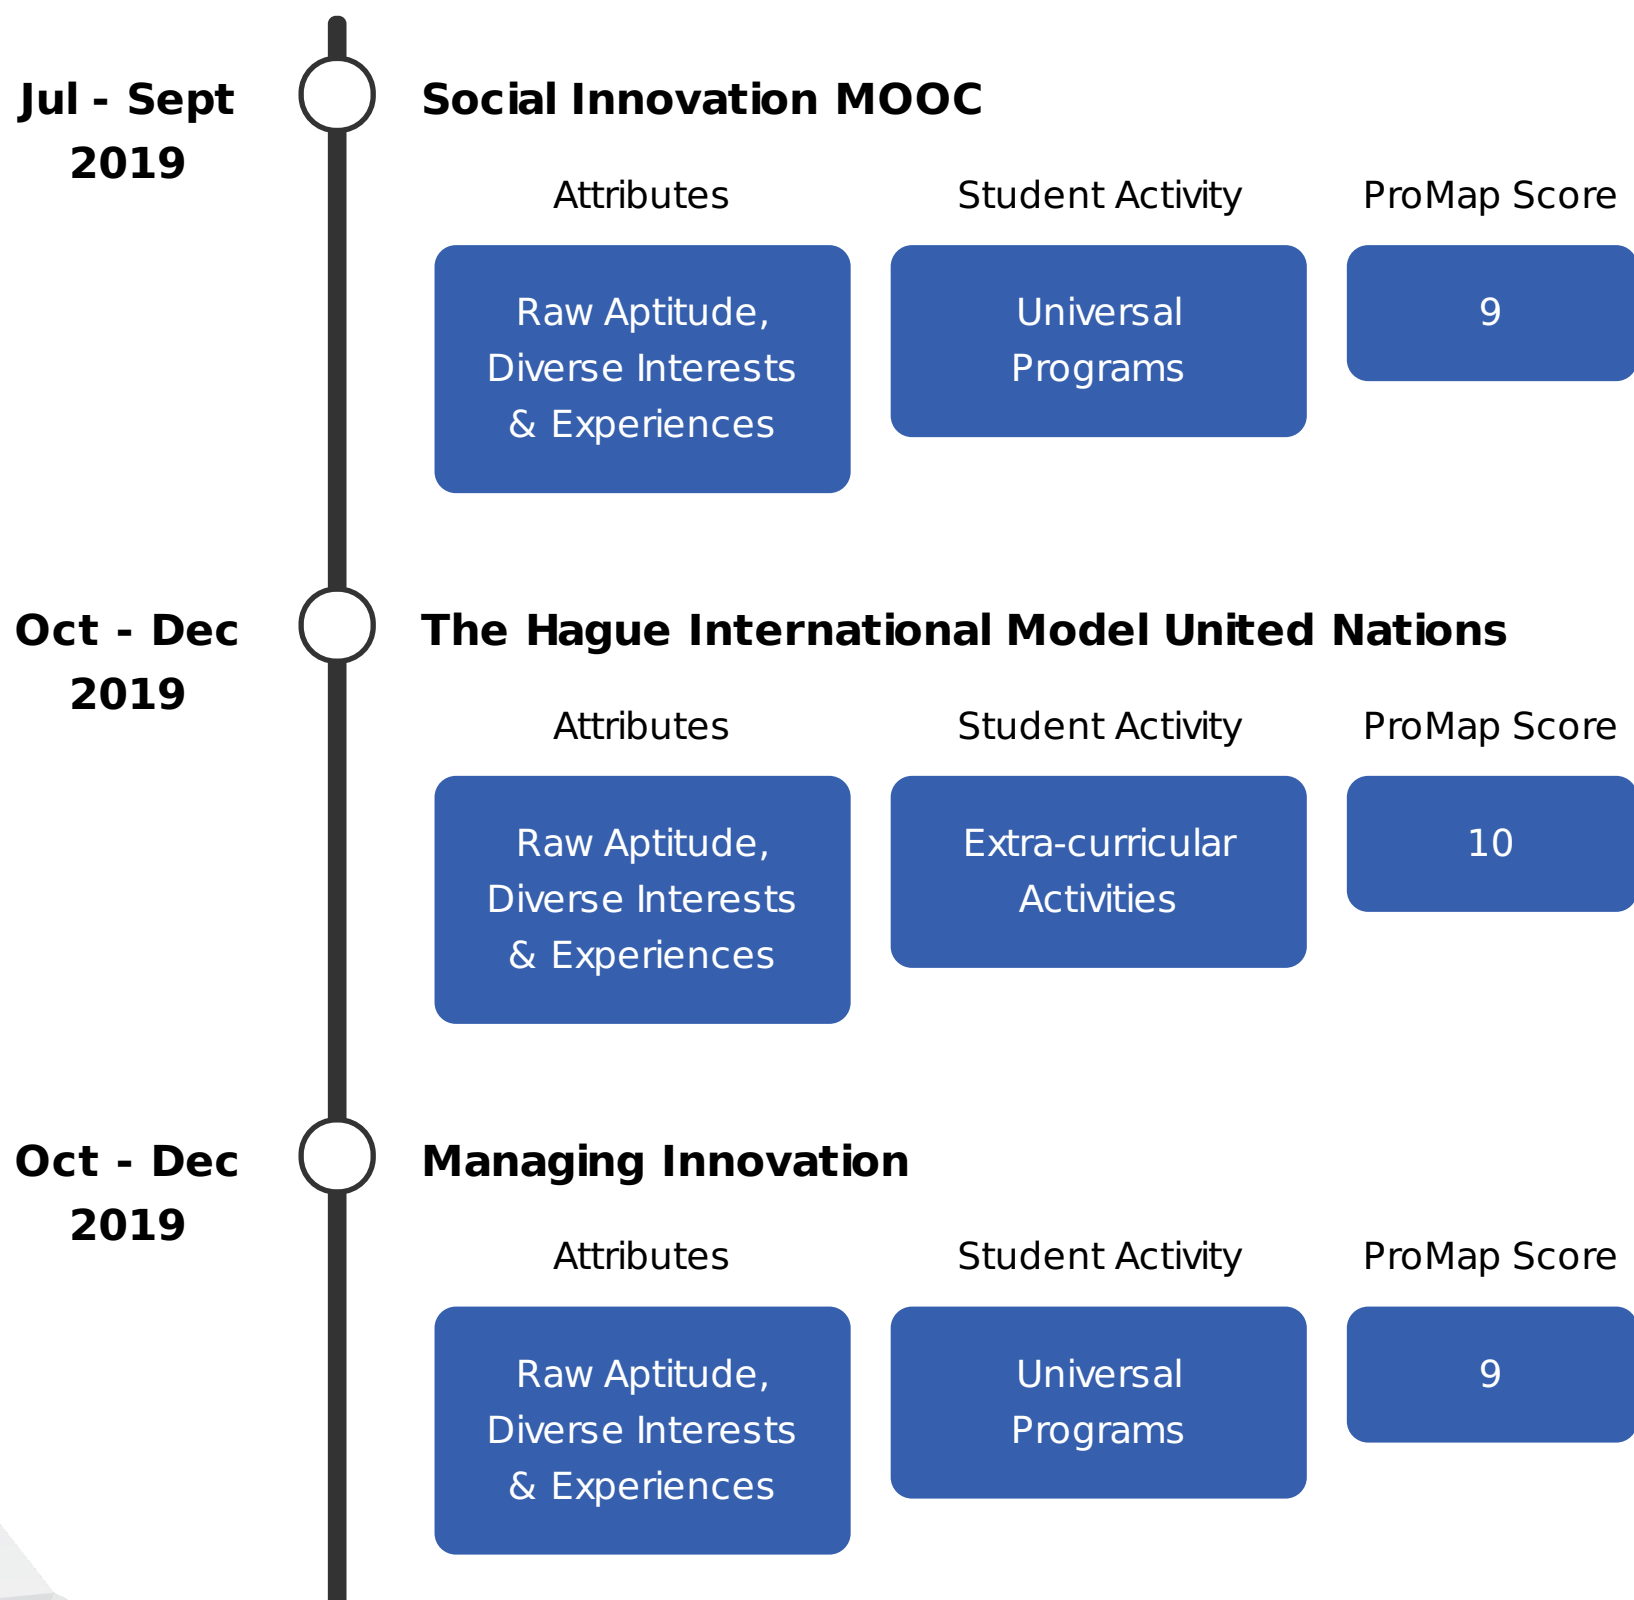 Jul - Sept
2019
Social Innovation MOOC
Attributes
Student Activity
ProMap Score
Raw Aptitude,
Diverse Interests
& Experiences
Universal
Programs
9
Oct - Dec
2019
The Hague International Model United Nations
Attributes
Student Activity
ProMap Score
Raw Aptitude,
Diverse Interests
& Experiences
Extra-curricular
Activities
10
Oct - Dec
2019
Managing Innovation
Attributes
Student Activity
ProMap Score
Raw Aptitude,
Diverse Interests
& Experiences
Universal
Programs
9